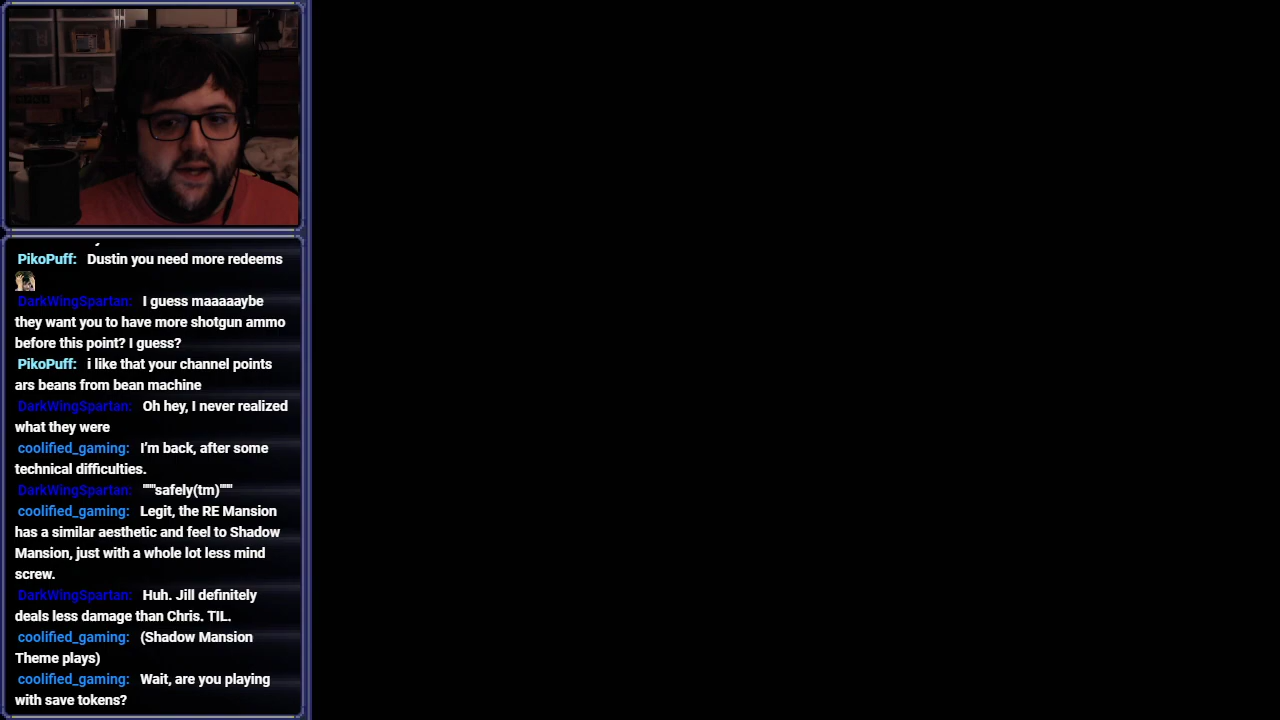 PikoPuff: Dustin you need more redeems
DarkWingSpartan: I guess maaaaaybe
they want you to have more shotgun ammo
before this point? I guess?
PikoPuff: i like that your channel points
ars beans from bean machine
DarkWingSpartan: Oh hey, I never realized
what they were
coolified_gaming: I'm back, after some
technical difficulties.
DarkWingSpartan: """safely(tm)"""
coolified_gaming: Legit, the RE Mansion
has a similar aesthetic and feel to Shadow
Mansion, just with a whole lot less mind
screw.
DarkWingSpartan: Huh. Jill definitely
deals less damage than Chris. TIL.
coolified_gaming: (Shadow Mansion
Theme plays)
coolified_gaming: Wait, are you playing
with save tokens?